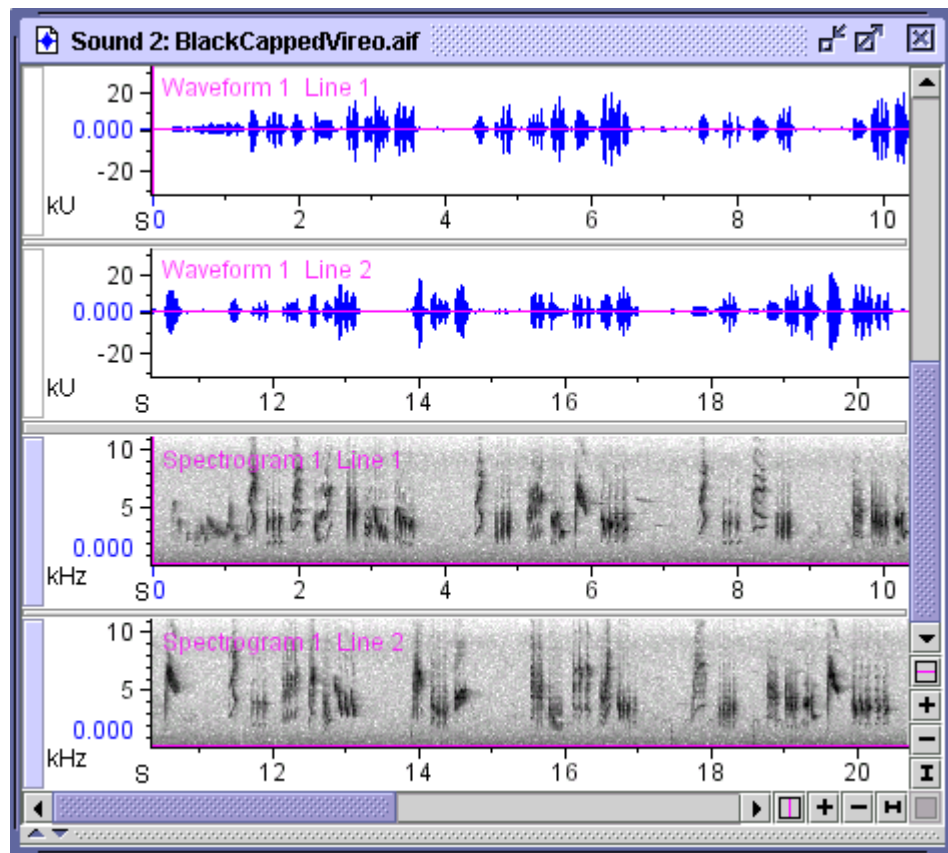 Sound 2: BlackCappedVireo.aif
Waveform 1 Line 1
20
0.000
-20
kU
S 0 2 4 6 8 10
Waveform 1 Line 2
20
0.000
-20
kU
S 12 14 16 18 20
Spectrogram 1 Line 1
10
5
0.000
kHz
S 0 2 4 6 8 10
Spectrogram 1 Line 2
10
5
0.000
kHz
S 12 14 16 18 20